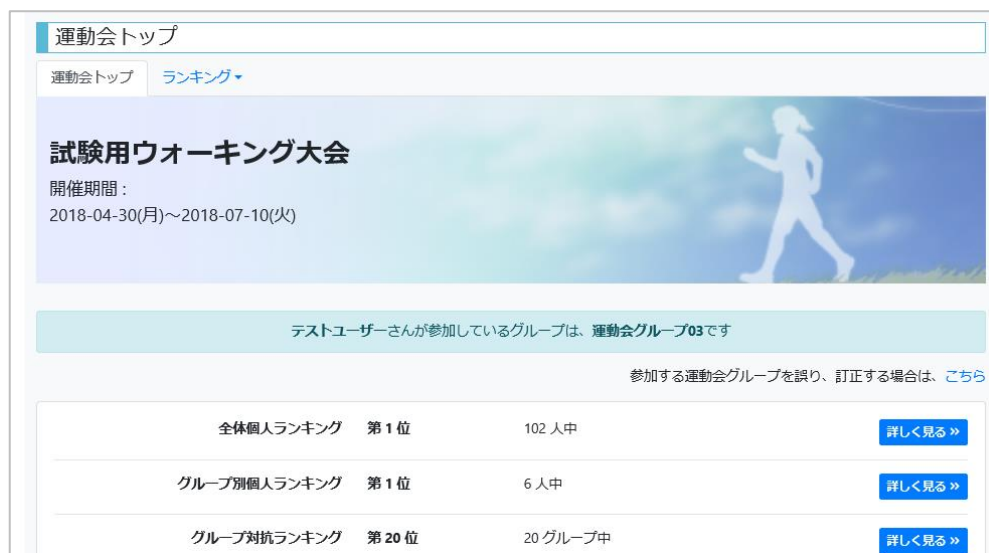 運動会トップ
運動会トップ ランキング
試験用ウォーキング大会
開催期間 :
2018-04-30(月)～2018-07-10(火)
テストユーザーさんが参加しているグループは、運動会グループ03です
参加する運動会グループを誤り、訂正する場合は、こちら
全体個人ランキング 第 1 位 102 人中 詳しく見る »
グループ別個人ランキング 第 1 位 6 人中 詳しく見る »
グループ対抗ランキング 第 20 位 20 グループ中 詳しく見る »